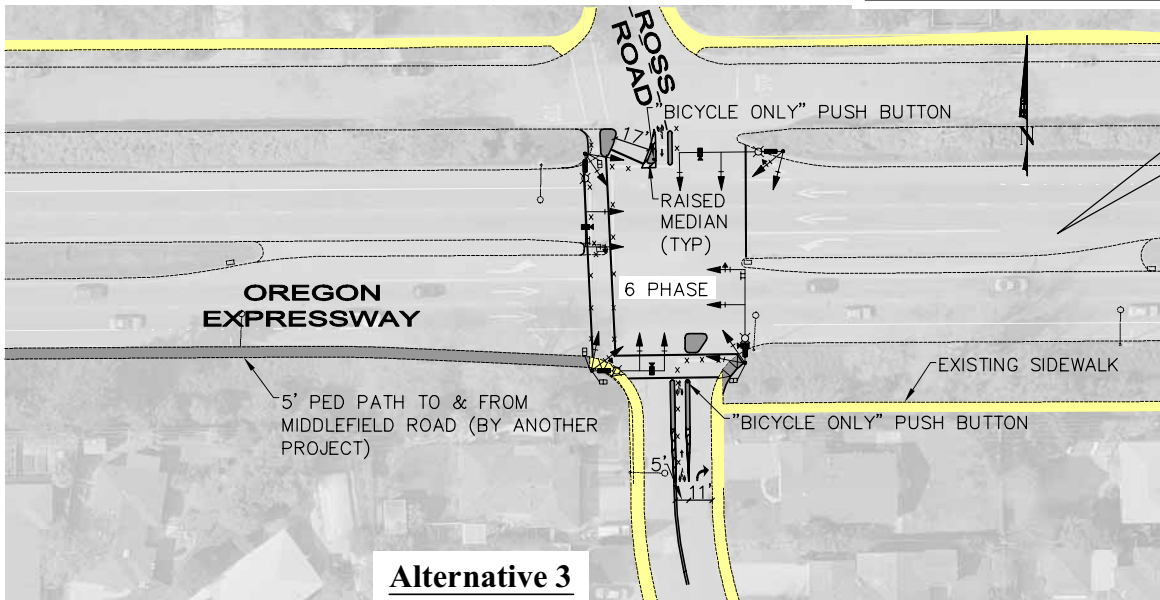 ROSS
ROAD
"BICYCLE ONLY" PUSH BUTTON
17'
N
RAISED
MEDIAN
(TYP)
6 PHASE
OREGON
EXPRESSWAY
EXISTING SIDEWALK
5' PED PATH TO & FROM
MIDDLEFIELD ROAD (BY ANOTHER
PROJECT)
"BICYCLE ONLY" PUSH BUTTON
5'
11'
Alternative 3